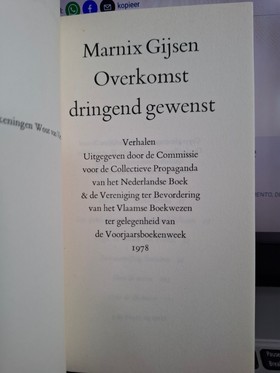 kopieer
Marnix Gijsen
Overkomst
dringend gewenst
Verhalen
Uitgegeven door de Commissie
voor de Collectieve Propaganda
van het Nederlandse Boek
& de Vereniging ter Bevordering
van het Vlaamse Boekwezen
ter gelegenheid van
de Voorjaarsboekenweek
1978